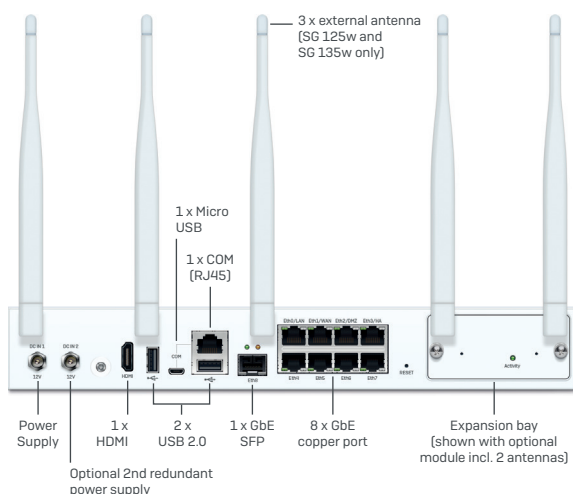 3 x external antenna
(SG 125w and
SG 135w only)
1 x Micro
USB
1 x COM
(RJ45)
Eth0/LAN Eth1/WAN Eth2/DMZ Eth3/HA
DC IN 1
DC IN 2
COM
12V
12V
HDMI
Eth8
Eth4
Eth5
Eth6
Eth7
RESET
Activity
Power
Supply
1 x
HDMI
2 x
USB 2.0
1 x GbE
SFP
8 x GbE
copper port
Expansion bay
(shown with optional
module incl. 2 antennas)
Optional 2nd redundant
power supply